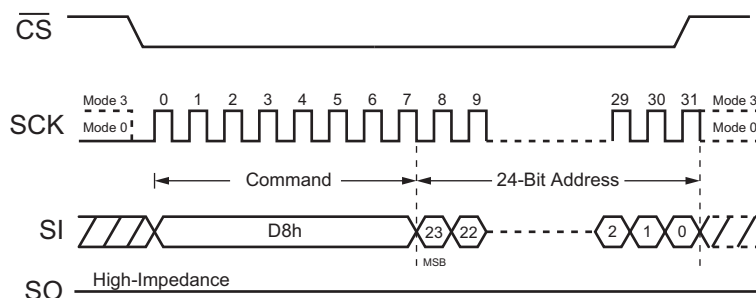 CS
SCK Mode 3 0 1 2 3 4 5 6 7 8 9 29 30 31 Mode 3
Mode 0 Mode 0
Command 24-Bit Address
SI D8h 23 22 2 1 0
MSB
SO High-Impedance